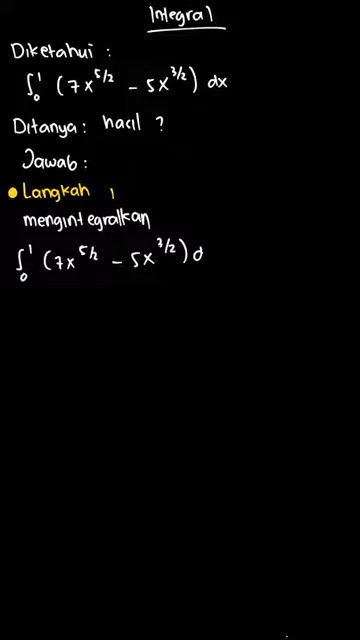 Integral
Diketahui :
∫₀¹ (7x^5/2 − 5x^3/2) dx
Ditanya : hasil ?
Jawab :
• Langkah 1
mengintegralkan
∫₀¹ (7x^5/2 − 5x^3/2) d